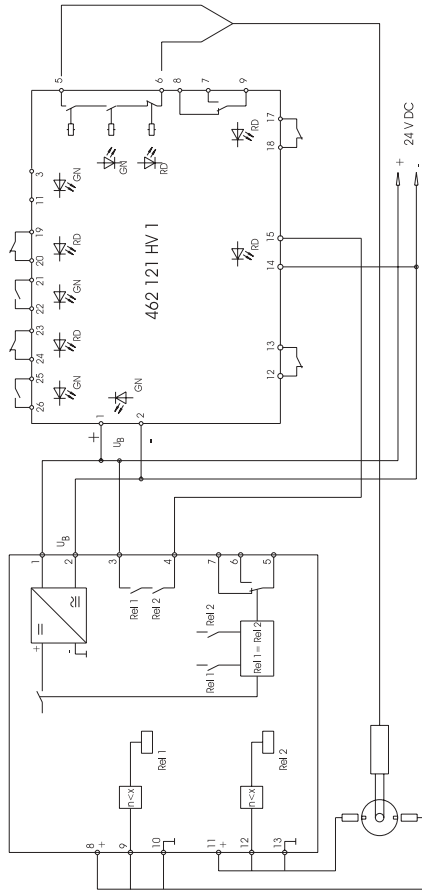 13
12
11
+
10
9
8
+
n<x
n<x
Rel 2
Rel 1
Rel 1 = Rel 2
Rel 1
Rel 2
+
-
=
≅
Rel 1
Rel 2
1
2
3
4
7
6
5
U_B
+
-
U_B
1
2
26
25
24
23
22
21
20
19
11
3
GN
GN
RD
GN
RD
GN
GN
RD
462 121 HV 1
RD
RD
12
13
14
15
18
17
5
6
8
7
9
+
-
24 V DC